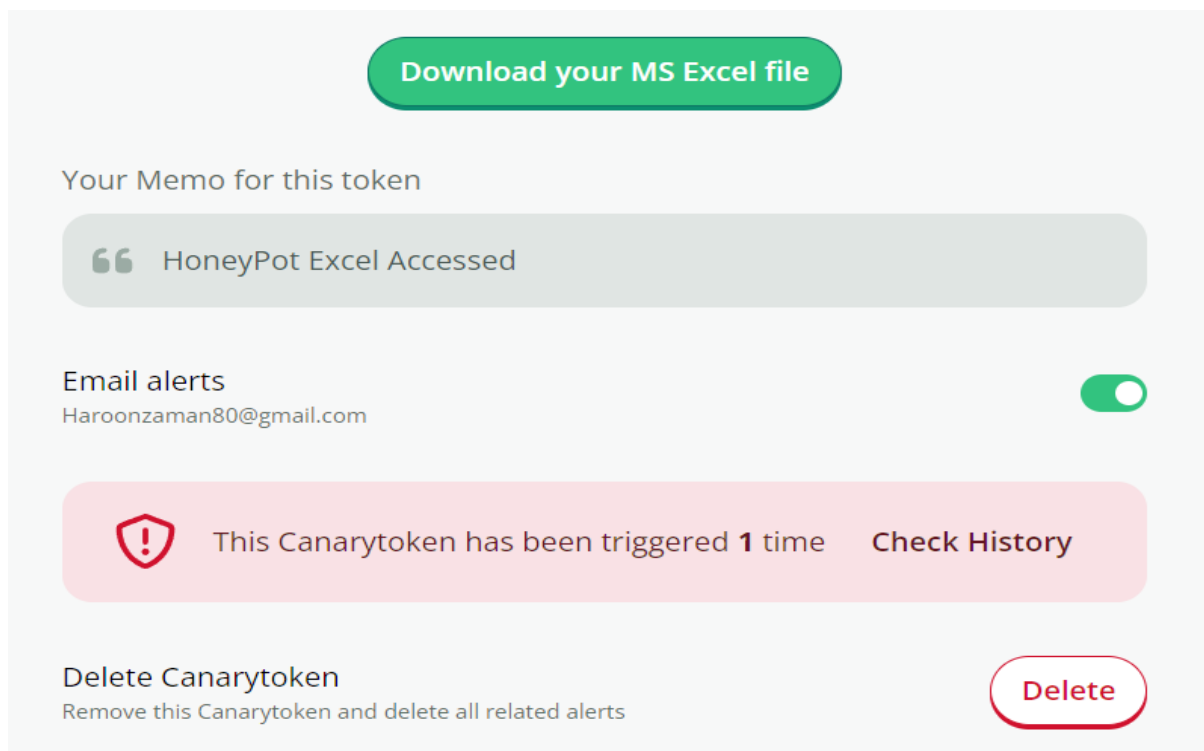 Download your MS Excel file
Your Memo for this token
HoneyPot Excel Accessed
Email alerts
Haroonzaman80@gmail.com
This Canarytoken has been triggered 1 time Check History
Delete Canarytoken
Delete
Remove this Canarytoken and delete all related alerts